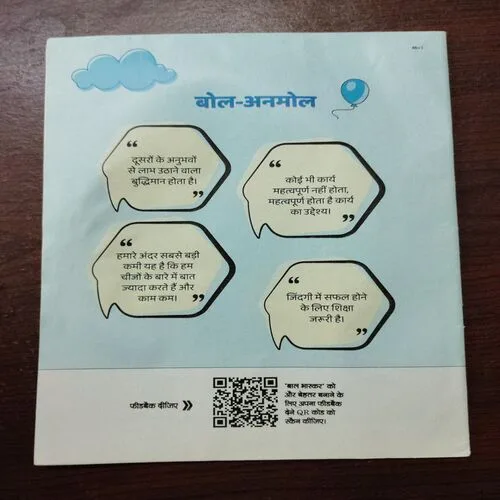 बोल-अनमोल
“
दूसरों के अनुभवों
से लाभ उठाने वाला
बुद्धिमान होता है।
”
“
कोई भी कार्य
महत्वपूर्ण नहीं होता,
महत्वपूर्ण होता है कार्य
का उद्देश्य।
”
“
हमारे अंदर सबसे बड़ी
कमी यह है कि हम
चीजों के बारे में बात
ज्यादा करते हैं और
काम कम।
”
“
जिंदगी में सफल होने
के लिए शिक्षा
जरूरी है।
”
फीडबैक दीजिए »
'बाल भास्कर' को
और बेहतर बनाने के
लिए अपना फीडबैक
देने QR कोड को
स्कैन कीजिए।